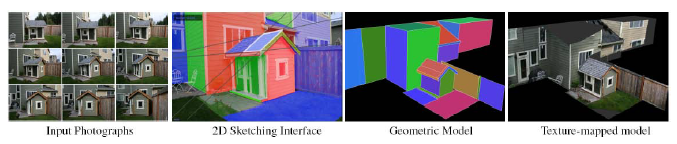 Input Photographs
2D Sketching Interface
Geometric Model
Texture-mapped model